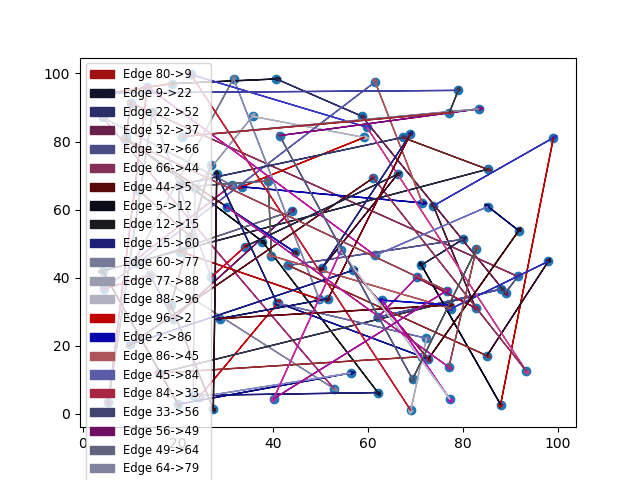 100
80
60
40
20
0
Edge 80->9
Edge 9->22
Edge 22->52
Edge 52->37
Edge 37->66
Edge 66->44
Edge 44->5
Edge 5->12
Edge 12->15
Edge 15->60
Edge 60->77
Edge 77->88
Edge 88->96
Edge 96->2
Edge 2->86
Edge 86->45
Edge 45->84
Edge 84->33
Edge 33->56
Edge 56->49
Edge 49->64
Edge 64->79
0 20 40 60 80 100